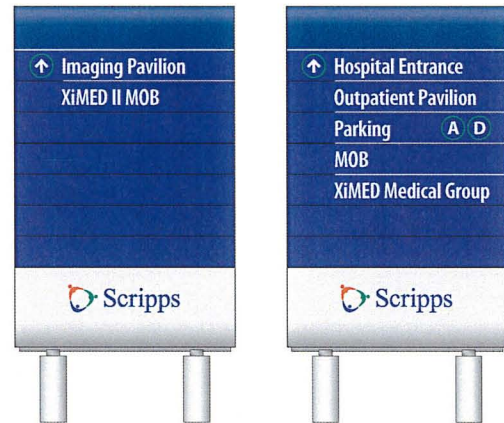 ↑ Imaging Pavilion
XiMED II MOB
Scripps
↑ Hospital Entrance
Outpatient Pavilion
Parking A D
MOB
XiMED Medical Group
Scripps